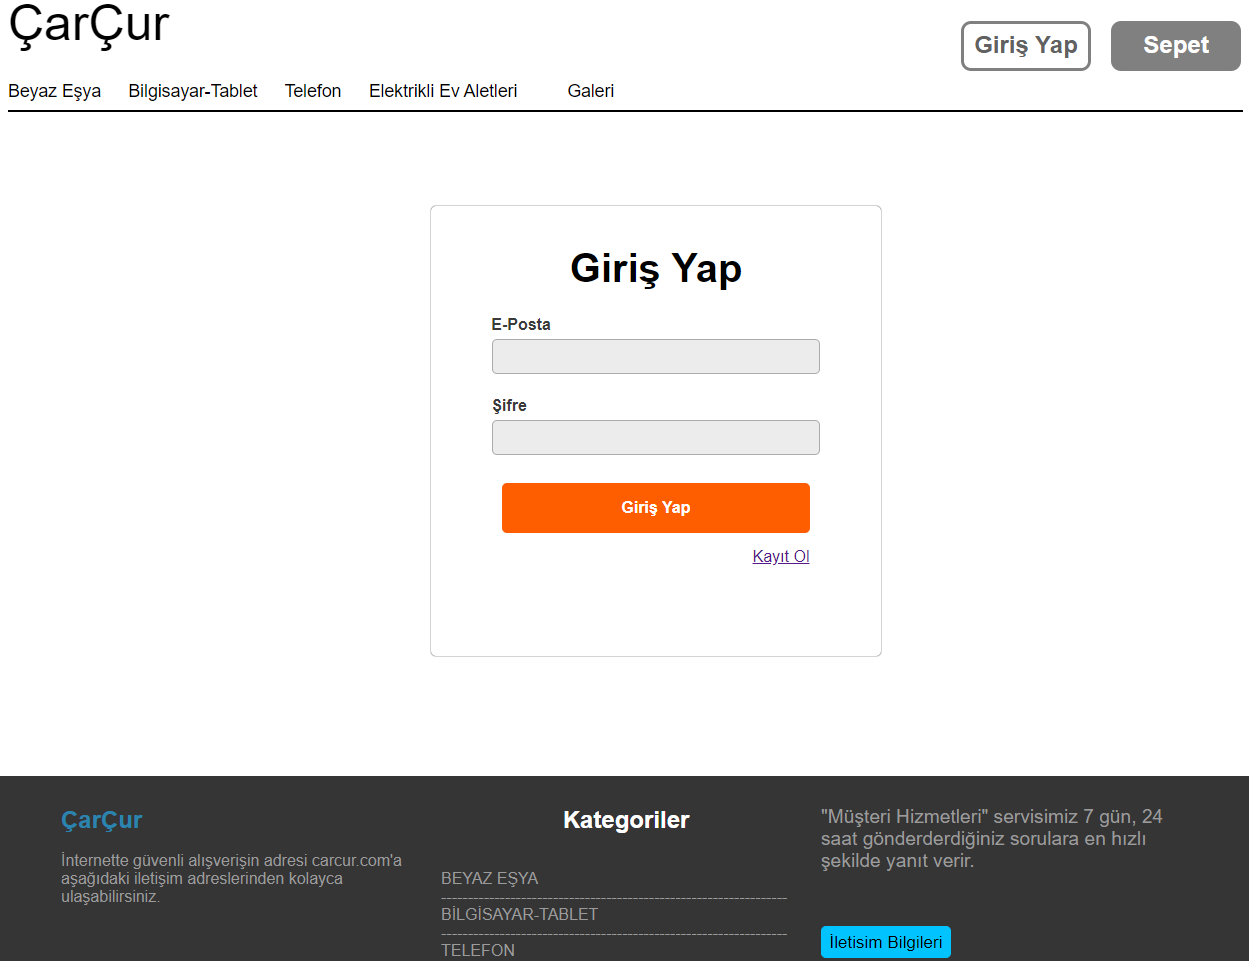 ÇarÇur
Giriş Yap
Sepet
Beyaz Eşya
Bilgisayar-Tablet
Telefon
Elektrikli Ev Aletleri
Galeri
Giriş Yap
E-Posta
Şifre
Giriş Yap
Kayıt Ol
ÇarÇur
İnternette güvenli alışverişin adresi carcur.com'a
aşağıdaki iletişim adreslerinden kolayca
ulaşabilirsiniz.
Kategoriler
BEYAZ EŞYA
BİLGİSAYAR-TABLET
TELEFON
"Müşteri Hizmetleri" servisimiz 7 gün, 24
saat gönderderdiğiniz sorulara en hızlı
şekilde yanıt verir.
İletisim Bilgileri